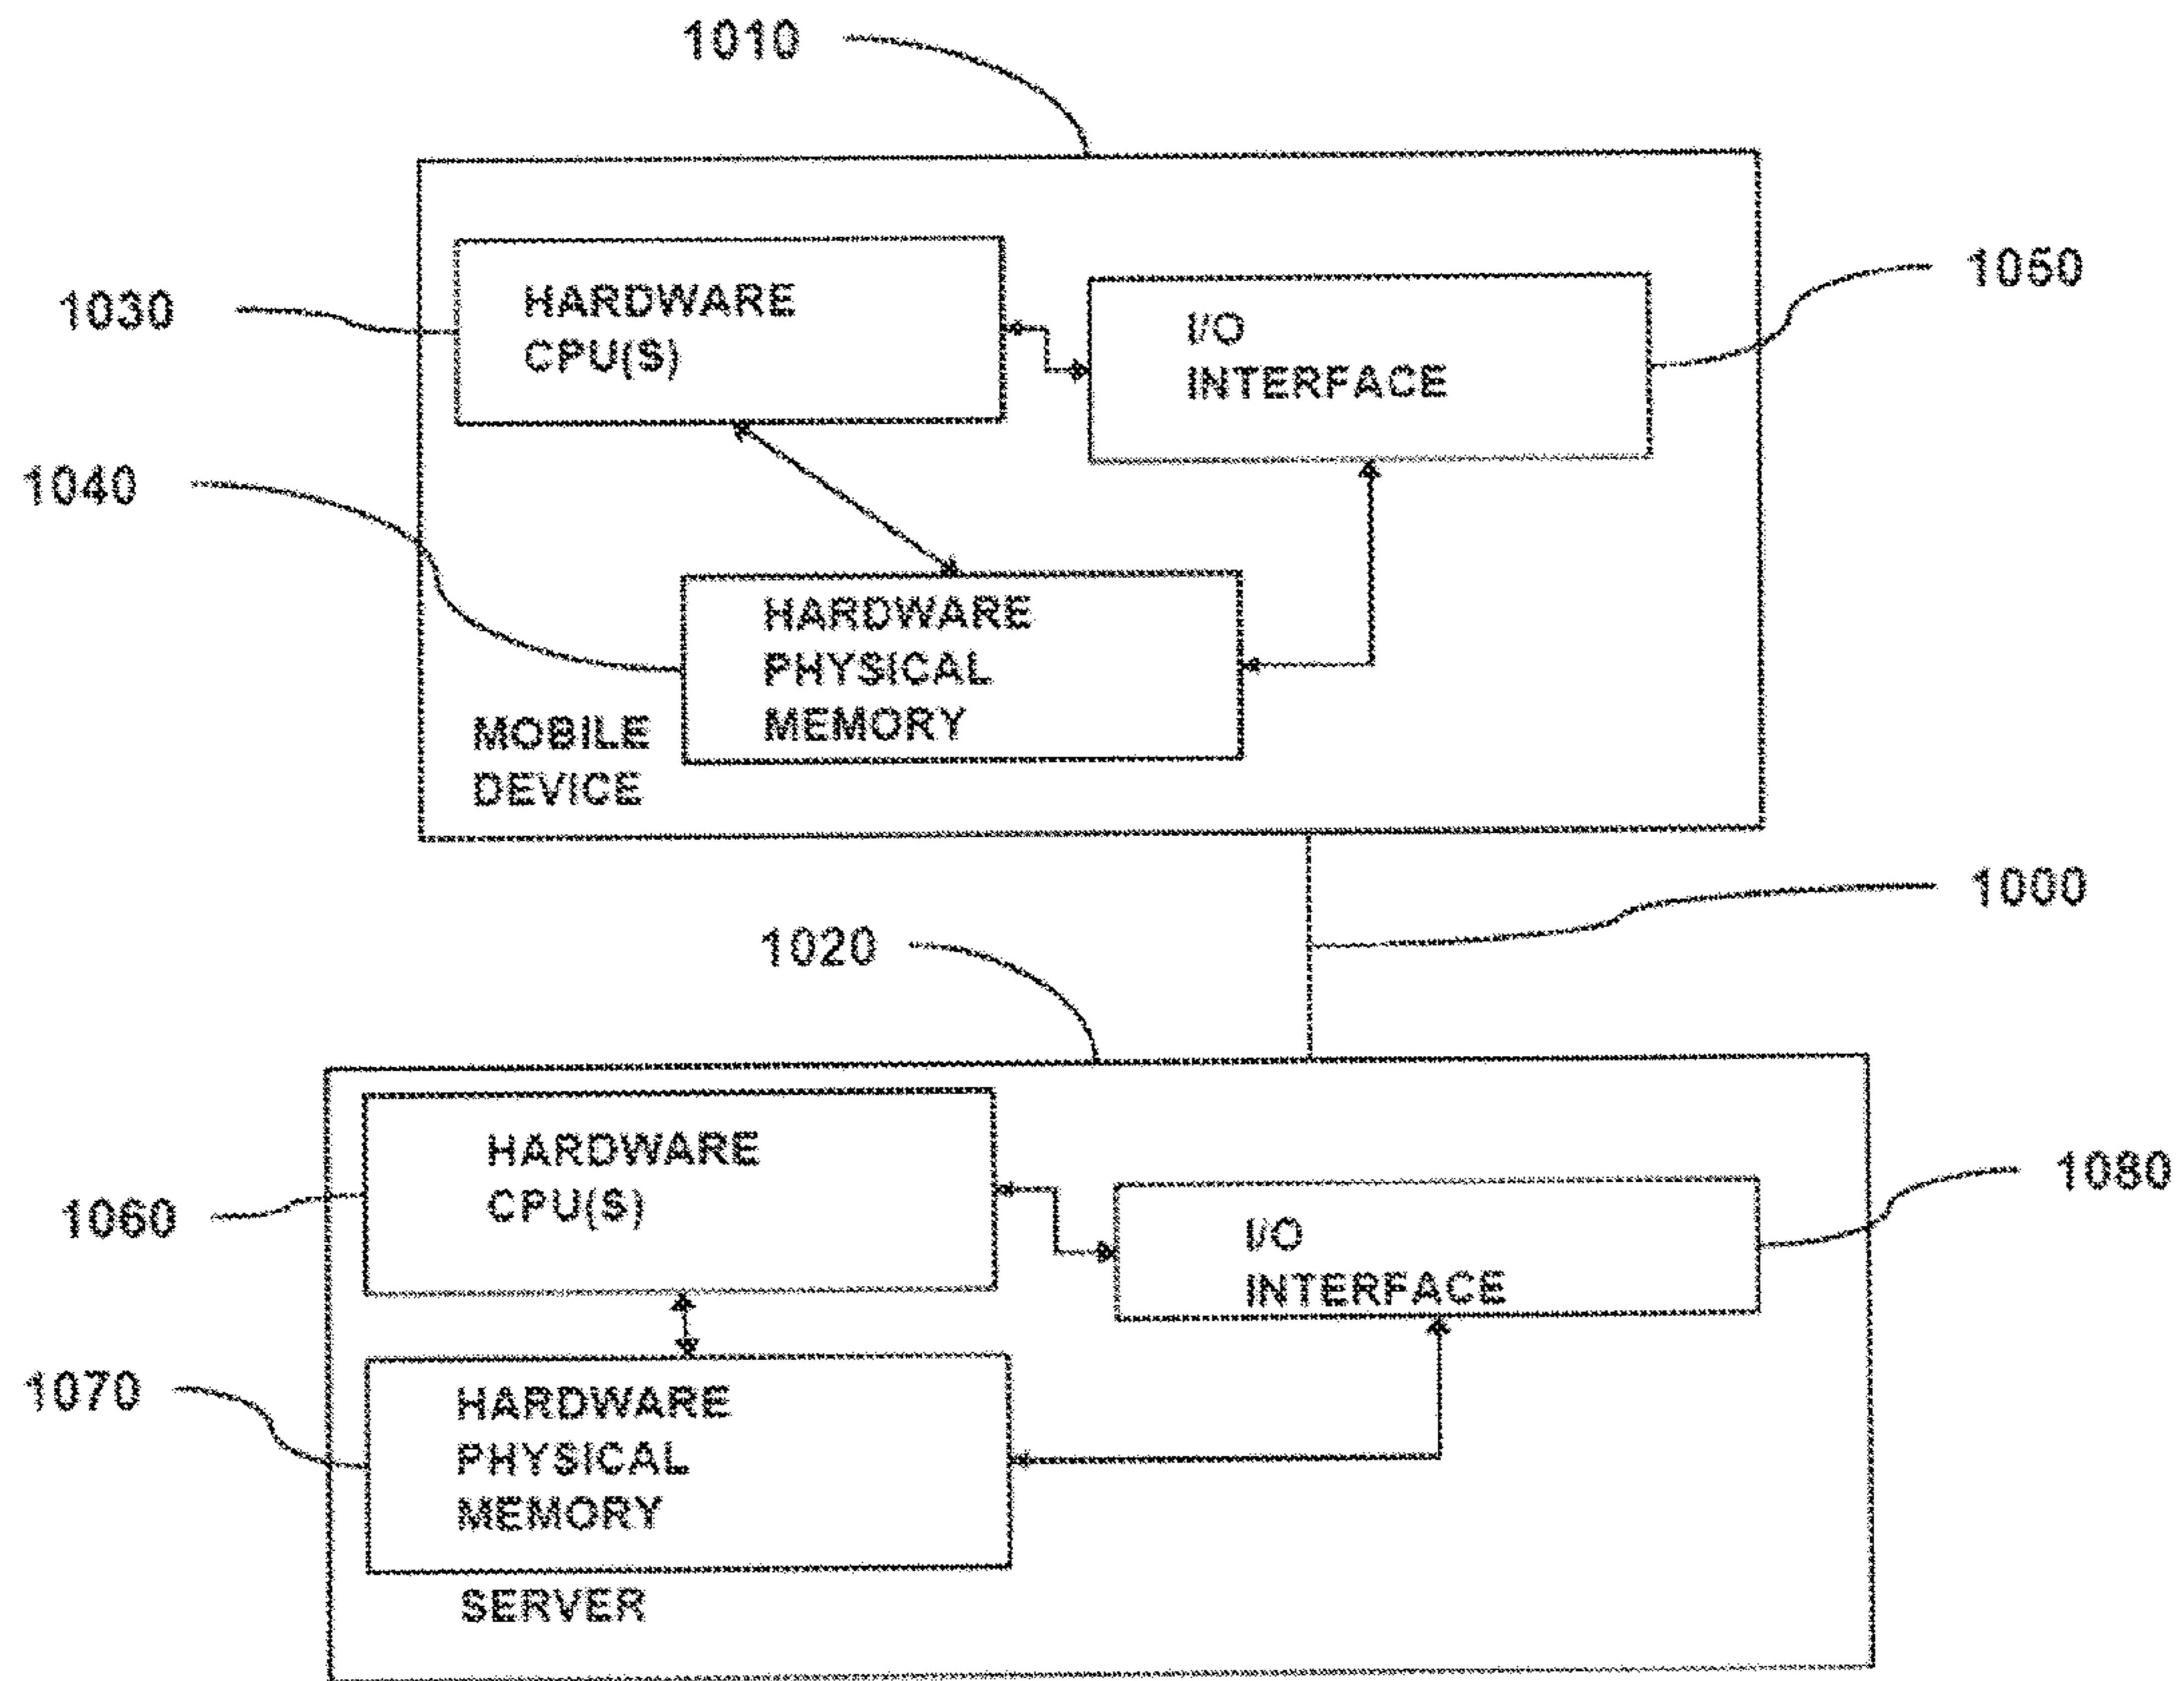 1010
1030
HARDWARE
CPU(S)
1050
I/O
INTERFACE
1040
HARDWARE
PHYSICAL
MEMORY
MOBILE
DEVICE
1000
1020
1060
HARDWARE
CPU(S)
1080
I/O
INTERFACE
1070
HARDWARE
PHYSICAL
MEMORY
SERVER